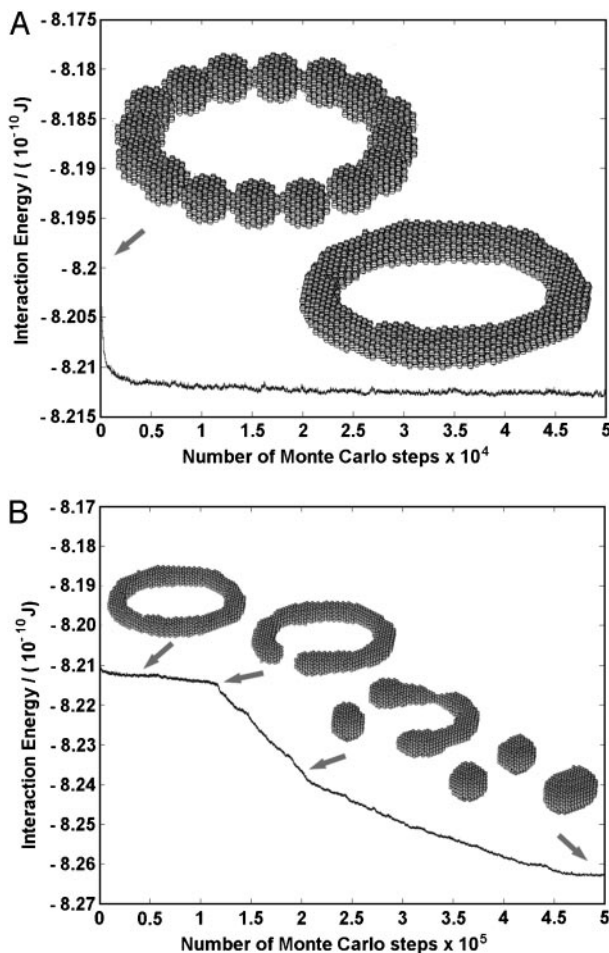 A
- 8.175
- 8.18
- 8.185
- 8.19
- 8.195
- 8.2
- 8.205
- 8.21
- 8.215
Interaction Energy / ( 10⁻¹⁰ J)
0 0.5 1 1.5 2 2.5 3 3.5 4 4.5 5
Number of Monte Carlo steps x 10⁴
B
- 8.17
- 8.18
- 8.19
- 8.20
- 8.21
- 8.22
- 8.23
- 8.24
- 8.25
- 8.26
- 8.27
Interaction Energy / ( 10⁻¹⁰ J)
0 0.5 1 1.5 2 2.5 3 3.5 4 4.5 5
Number of Monte Carlo steps x 10⁵